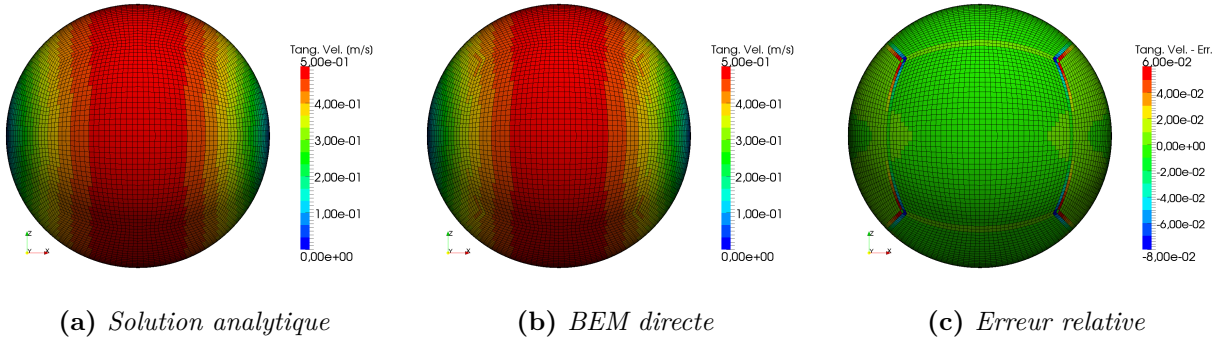 Tang. Vel. (m/s)
5,00e-01
4,00e-01
3,00e-01
2,00e-01
1,00e-01
0,00e+00
Z
Y X
(a) Solution analytique
Tang. Vel. (m/s)
5,00e-01
4,00e-01
3,00e-01
2,00e-01
1,00e-01
0,00e+00
Z
Y X
(b) BEM directe
Tang. Vel. - Err.
6,00e-02
4,00e-02
2,00e-02
0,00e+00
-2,00e-02
-4,00e-02
-6,00e-02
-8,00e-02
Z
Y X
(c) Erreur relative